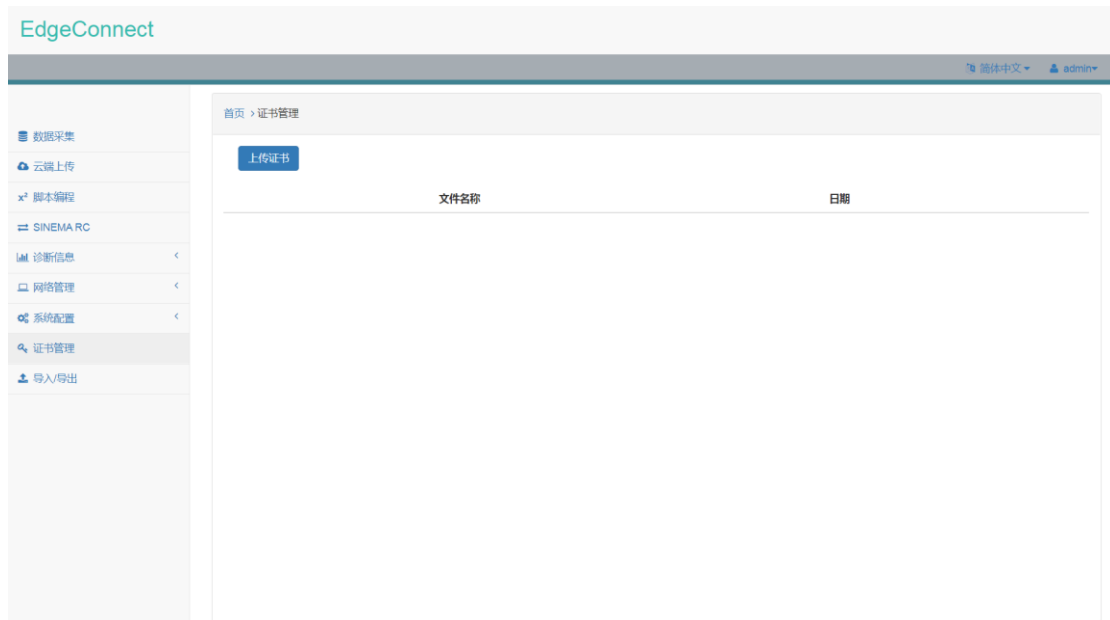 EdgeConnect
简体中文 admin
首页 › 证书管理
数据采集
云端上传
x² 脚本编程
SINEMA RC
诊断信息
网络管理
系统配置
证书管理
导入/导出
上传证书
文件名称 日期